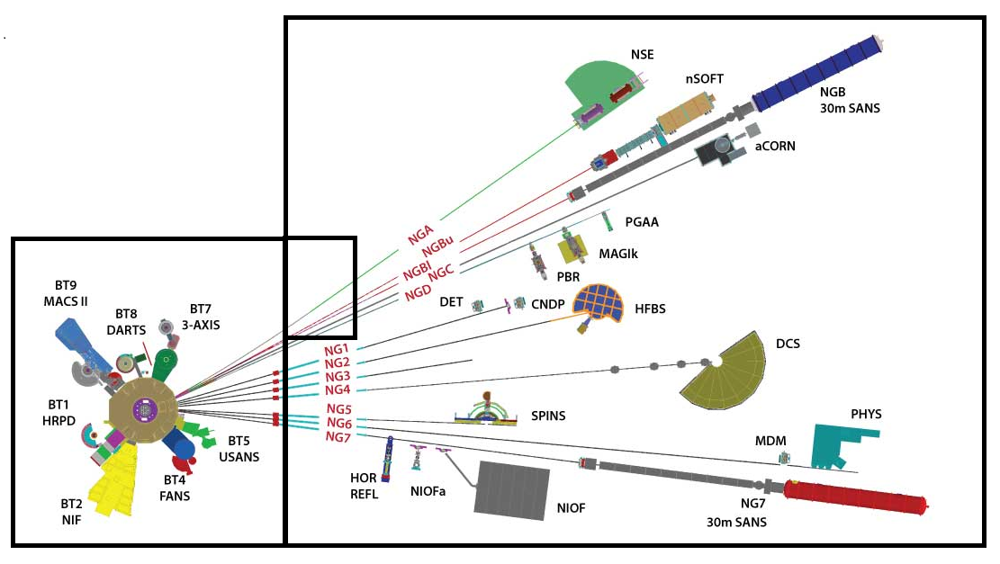 NSE
nSOFT
NGB
30m SANS
aCORN
NGA
NGBu
NGBl
NGC
NGD
PGAA
MAGIk
PBR
DET
CNDP
HFBS
BT9
MACS II
BT8
DARTS
BT7
3-AXIS
NG1
NG2
NG3
NG4
NG5
NG6
NG7
DCS
BT1
HRPD
SPINS
PHYS
MDM
BT5
USANS
BT4
FANS
BT2
NIF
HOR
REFL
NIOFa
NIOF
NG7
30m SANS